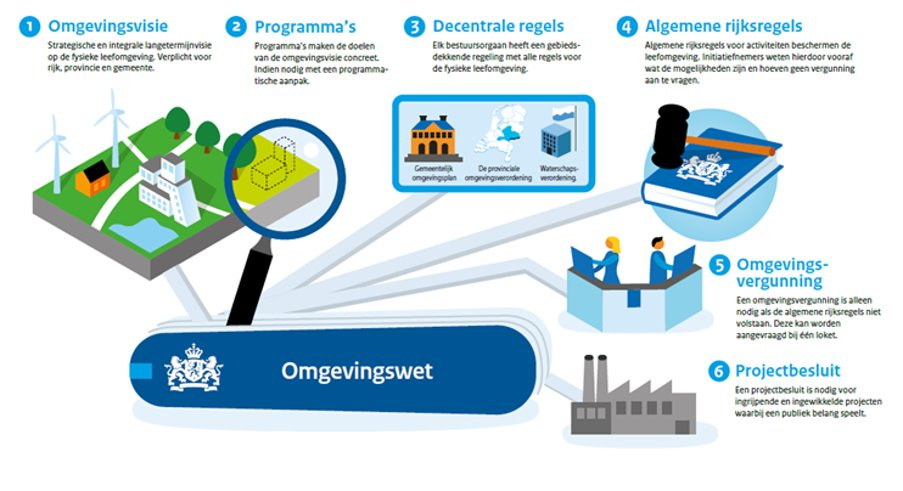 1 Omgevingsvisie
Strategische en integrale langetermijnvisie
op de fysieke leefomgeving. Verplicht voor
rijk, provincie en gemeente.
2 Programma's
Programma's maken de doelen
van de omgevingsvisie concreet.
Indien nodig met een programma-
tische aanpak.
3 Decentrale regels
Elk bestuursorgaan heeft een gebieds-
dekkende regeling met alle regels voor
de fysieke leefomgeving.
Gemeentelijk
omgevingsplan
De provinciale
omgevingsverordening
Waterschaps-
verordening
4 Algemene rijksregels
Algemene rijksregels voor activiteiten beschermen de
leefomgeving. Initiatiefnemers weten hierdoor vooraf
wat de mogelijkheden zijn en hoeven geen vergunning
aan te vragen.
5 Omgevings-
vergunning
Een omgevingsvergunning is alleen
nodig als de algemene rijksregels niet
volstaan. Deze kan worden
aangevraagd bij één loket.
Omgevingswet
6 Projectbesluit
Een projectbesluit is nodig voor
ingrijpende en ingewikkelde projecten
waarbij een publiek belang speelt.